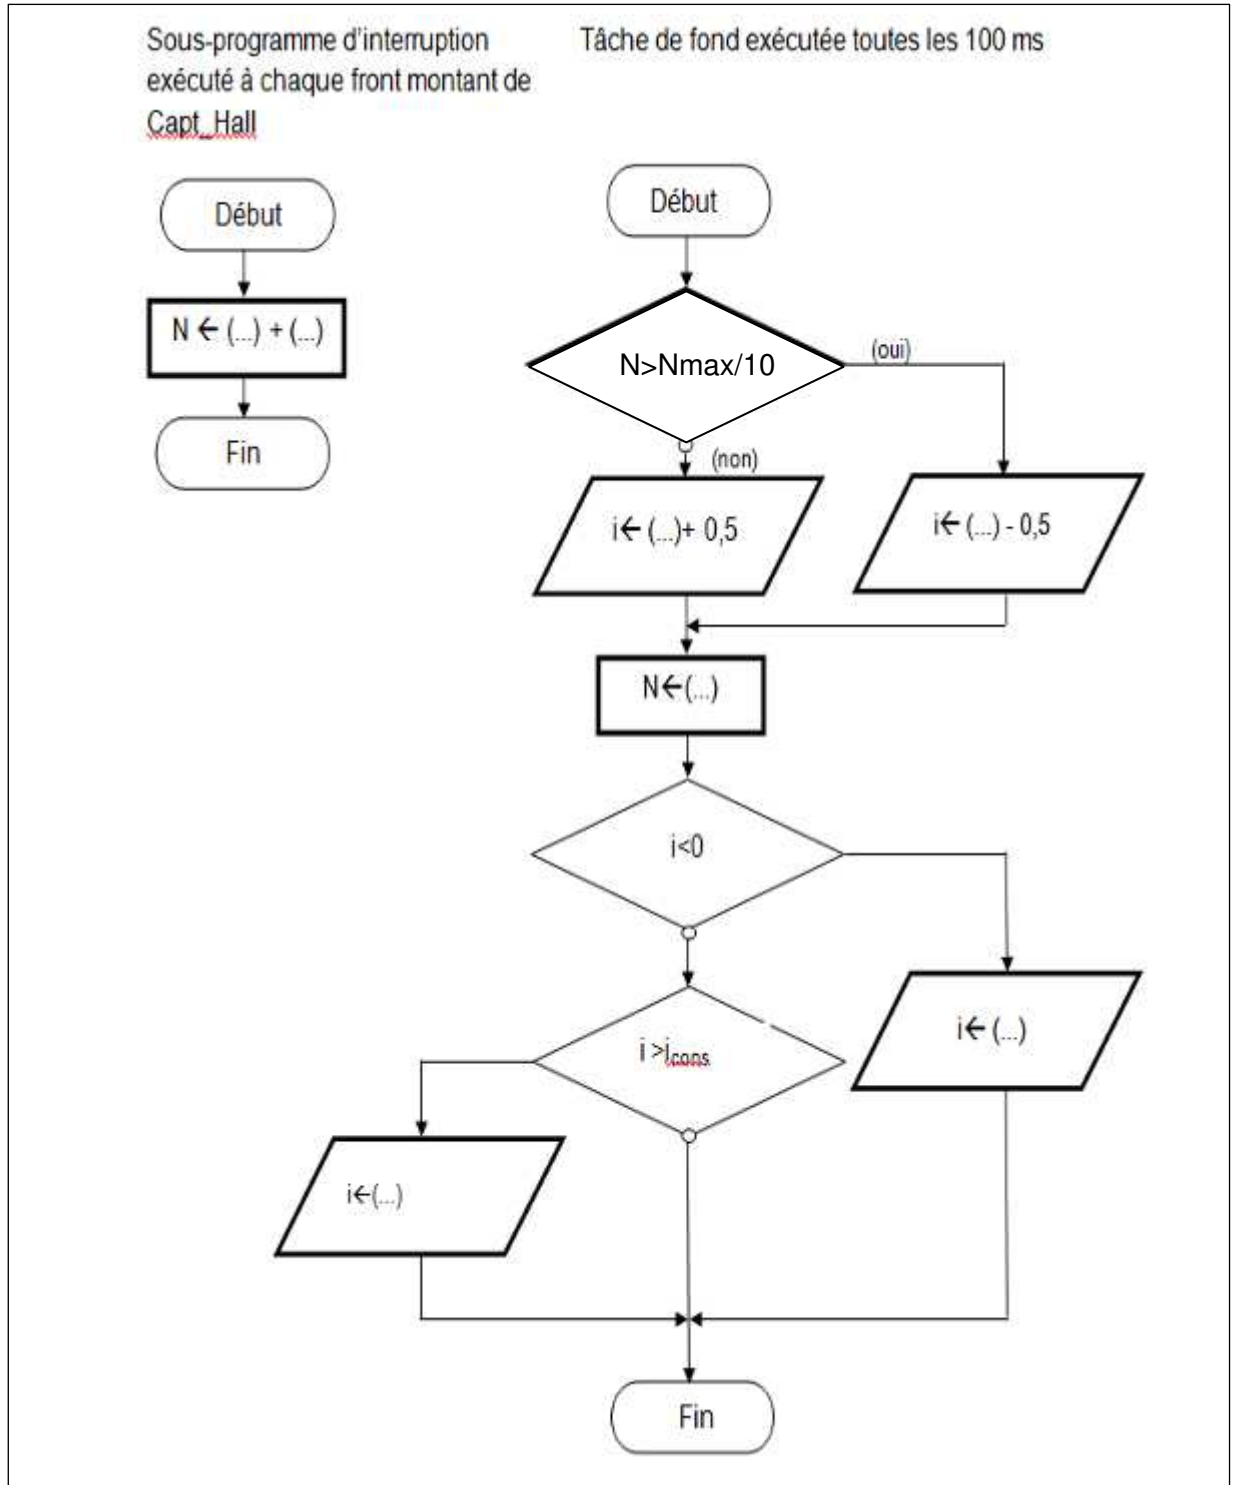 Sous-programme d'interruption
exécuté à chaque front montant de
Capt_Hall
Début
N ← (...) + (...)
Fin
Tâche de fond exécutée toutes les 100 ms
Début
N>Nmax/10
(oui)
(non)
i← (...)+ 0,5
i← (...) - 0,5
N←(...)
i<0
i >icons
i← (...)
i←(...)
Fin